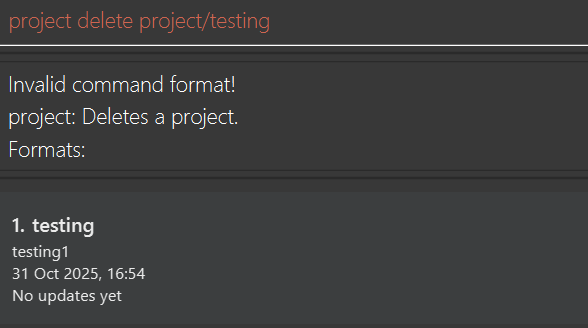 project delete project/testing
Invalid command format!
project: Deletes a project.
Formats:
1. testing
testing1
31 Oct 2025, 16:54
No updates yet